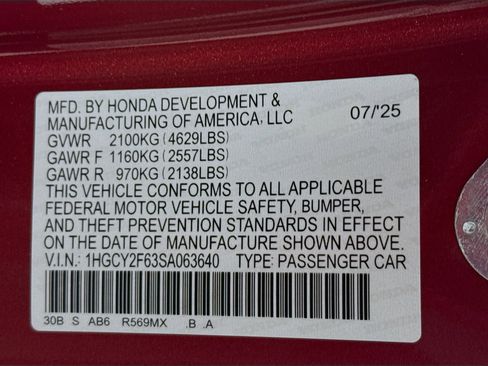 MFD. BY HONDA DEVELOPMENT &
MANUFACTURING OF AMERICA, LLC 07/'25
GVWR 2100KG (4629LBS)
GAWR F 1160KG (2557LBS)
GAWR R 970KG (2138LBS)
THIS VEHICLE CONFORMS TO ALL APPLICABLE
FEDERAL MOTOR VEHICLE SAFETY, BUMPER,
AND THEFT PREVENTION STANDARDS IN EFFECT
ON THE DATE OF MANUFACTURE SHOWN ABOVE.
V.I.N.: 1HGCY2F63SA063640 TYPE: PASSENGER CAR
30B S AB6 R569MX .B .A